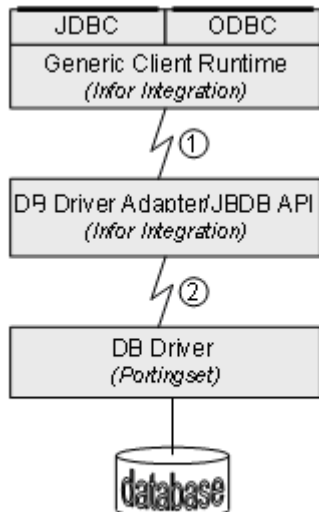 JDBC ODBC
Generic Client Runtime
(Infor Integration)
1
DB Driver Adapter/JBDB API
(Infor Integration)
2
DB Driver
(Portingset)
database